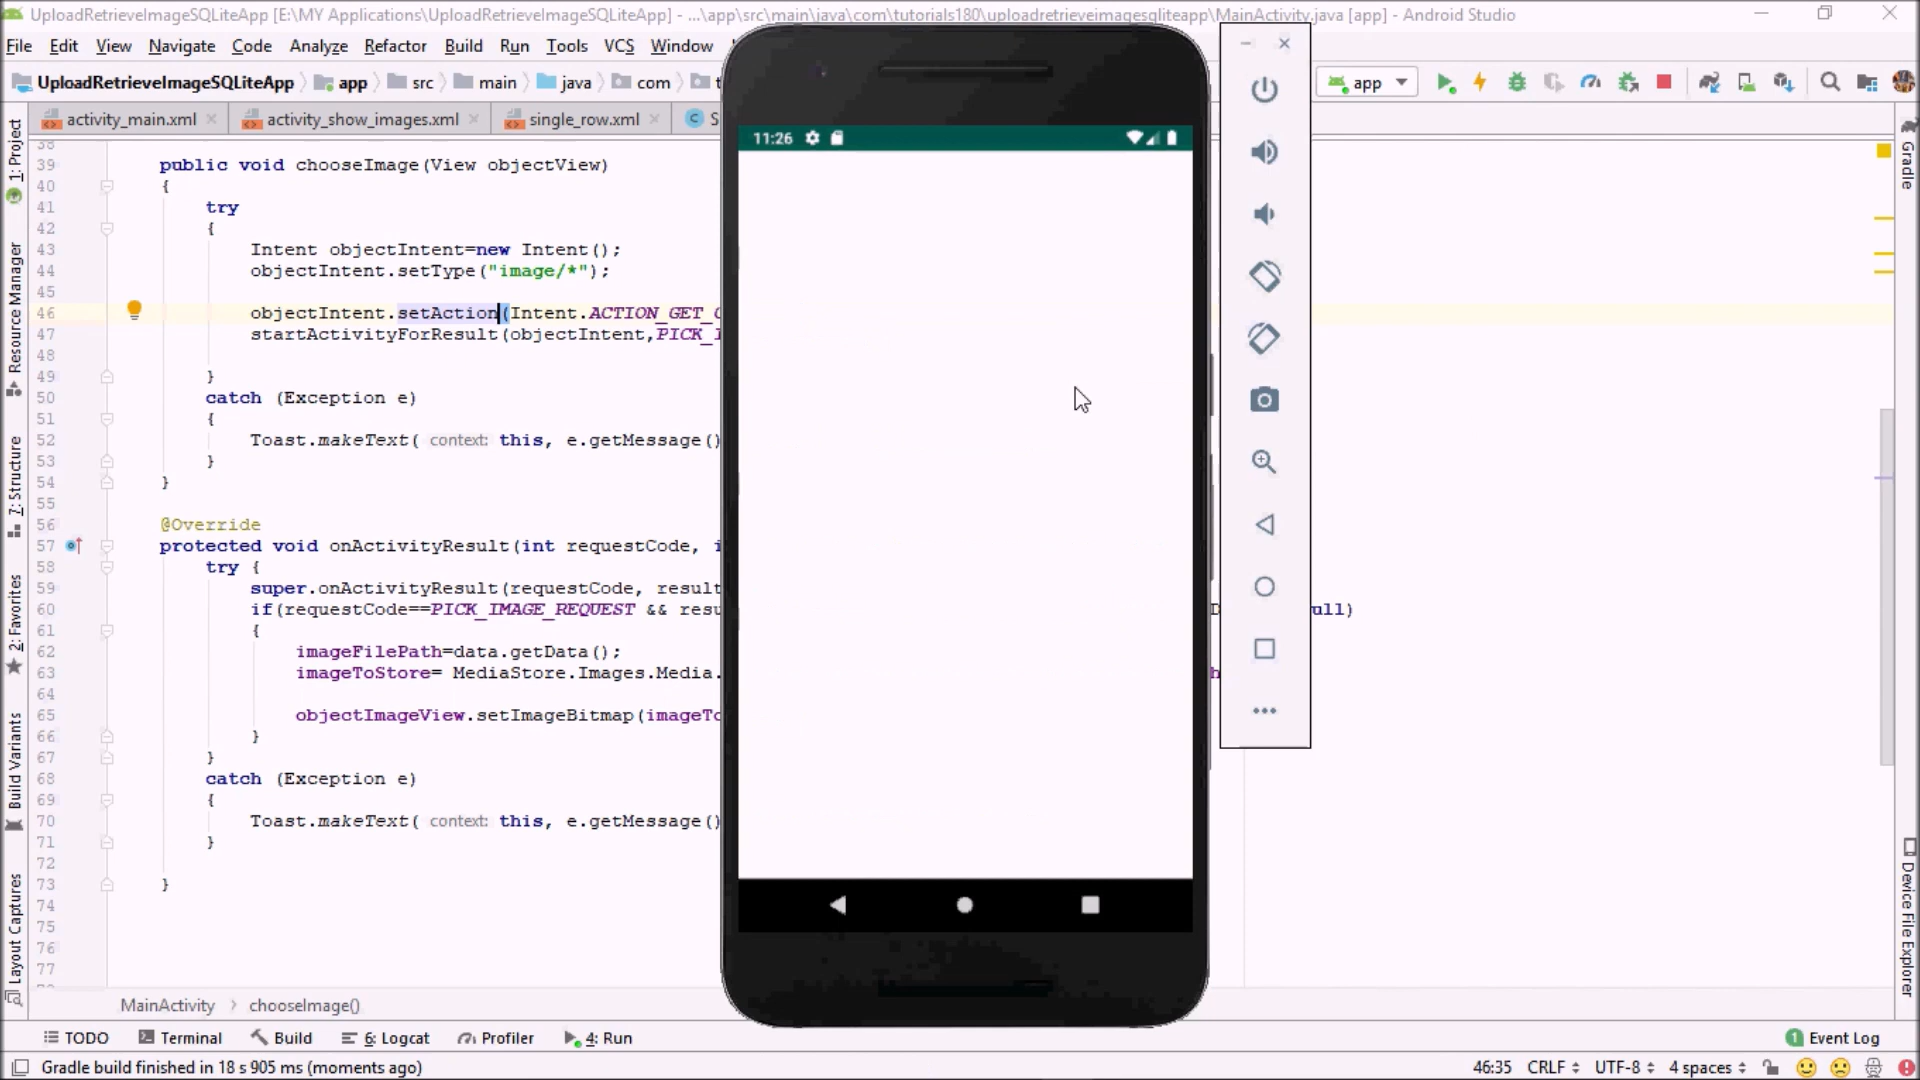 UploadRetrieveImageSQLiteApp [E:\MY Applications\UploadRetrieveImageSQLiteApp] - ...\app\src\main\java\com\tutorials180\uploadretrieveimagesqliteapp\MainActivity.java [app] - Android Studio
File Edit View Navigate Code Analyze Refactor Build Run Tools VCS Window
UploadRetrieveImageSQLiteApp app src main java com t app
activity_main.xml activity_show_images.xml single_row.xml S
38
39 public void chooseImage(View objectView)
40 {
41 try
42 {
43 Intent objectIntent=new Intent();
44 objectIntent.setType("image/*");
45
46 objectIntent.setAction(Intent.ACTION_GET_C
47 startActivityForResult(objectIntent,PICK_I
48
49 }
50 catch (Exception e)
51 {
52 Toast.makeText( context: this, e.getMessage()
53 }
54 }
55
56 @Override
57 protected void onActivityResult(int requestCode, i
58 try {
59 super.onActivityResult(requestCode, result
60 if(requestCode==PICK_IMAGE_REQUEST && resu ull)
61 {
62 imageFilePath=data.getData();
63 imageToStore= MediaStore.Images.Media. h
64
65 objectImageView.setImageBitmap(imageTo
66 }
67 }
68 catch (Exception e)
69 {
70 Toast.makeText( context: this, e.getMessage()
71 }
72
73 }
74
75
76
77
11:26
1: Project
Resource Manager
7: Structure
2: Favorites
Build Variants
Layout Captures
Gradle
Device File Explorer
MainActivity chooseImage()
TODO Terminal Build 6: Logcat Profiler 4: Run 1 Event Log
Gradle build finished in 18 s 905 ms (moments ago) 46:35 CRLF UTF-8 4 spaces